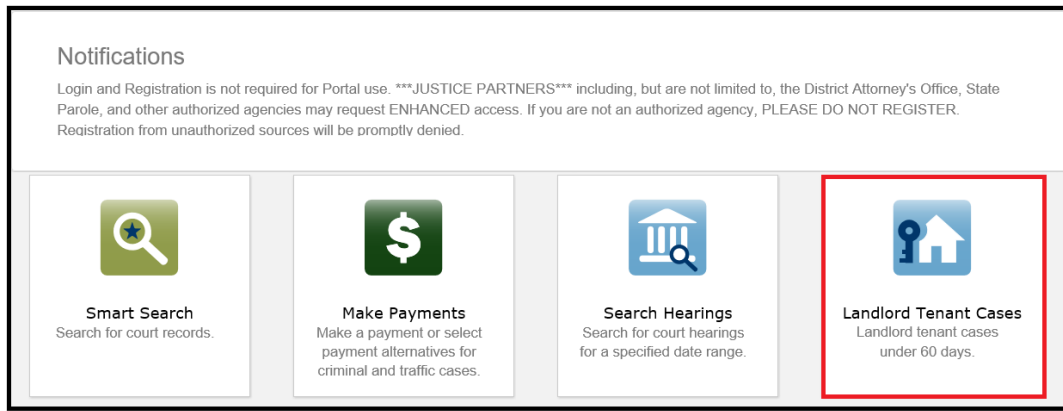 Notifications
Login and Registration is not required for Portal use. ***JUSTICE PARTNERS*** including, but are not limited to, the District Attorney's Office, State
Parole, and other authorized agencies may request ENHANCED access. If you are not an authorized agency, PLEASE DO NOT REGISTER.
Registration from unauthorized sources will be promptly denied.
Smart Search
Search for court records.
Make Payments
Make a payment or select
payment alternatives for
criminal and traffic cases.
Search Hearings
Search for court hearings
for a specified date range.
Landlord Tenant Cases
Landlord tenant cases
under 60 days.